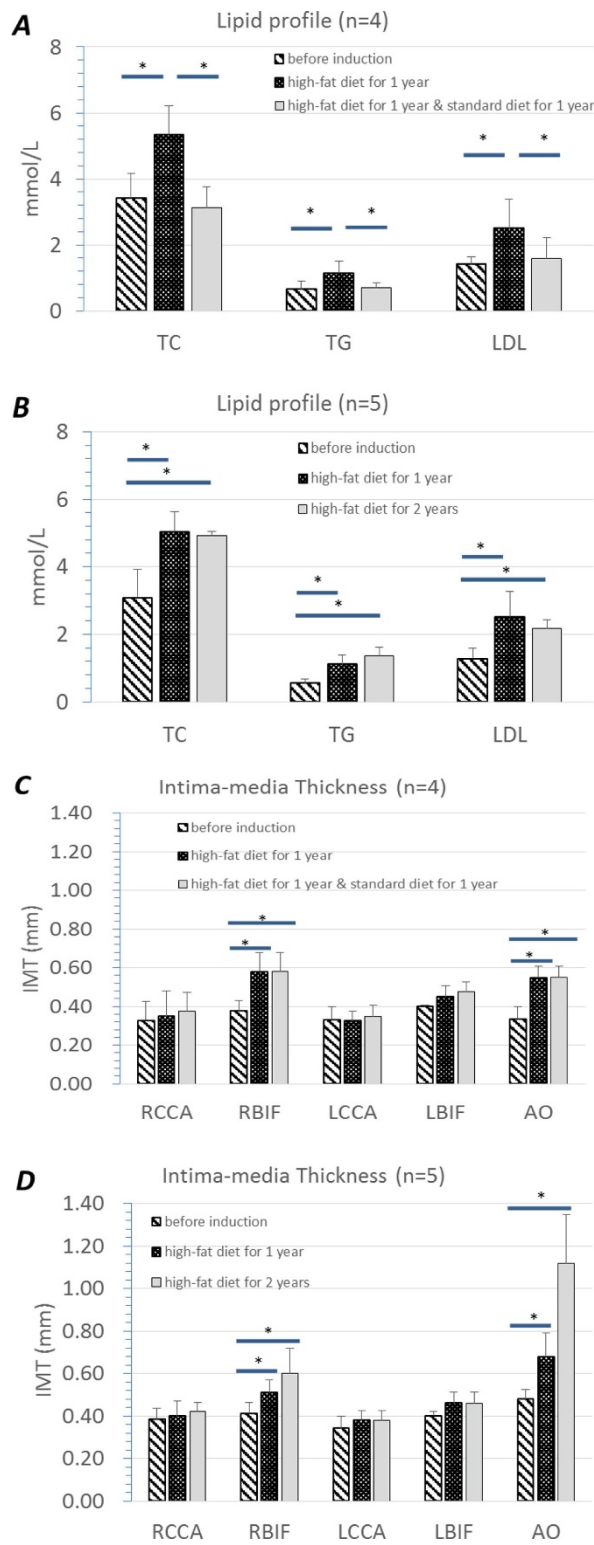 A Lipid profile (n=4)
8
6
4
2
0
mmol/L
before induction
high-fat diet for 1 year
high-fat diet for 1 year & standard diet for 1 year
* *
* *
* *
TC TG LDL
B Lipid profile (n=5)
8
6
4
2
0
mmol/L
before induction
high-fat diet for 1 year
high-fat diet for 2 years
*
*
*
*
*
*
TC TG LDL
C Intima-media Thickness (n=4)
1.40
1.20
1.00
0.80
0.60
0.40
0.20
0.00
IMT (mm)
before induction
high-fat diet for 1 year
high-fat diet for 1 year & standard diet for 1 year
*
*
*
*
RCCA RBIF LCCA LBIF AO
D Intima-media Thickness (n=5)
1.40
1.20
1.00
0.80
0.60
0.40
0.20
0.00
IMT (mm)
before induction
high-fat diet for 1 year
high-fat diet for 2 years
*
*
*
*
RCCA RBIF LCCA LBIF AO